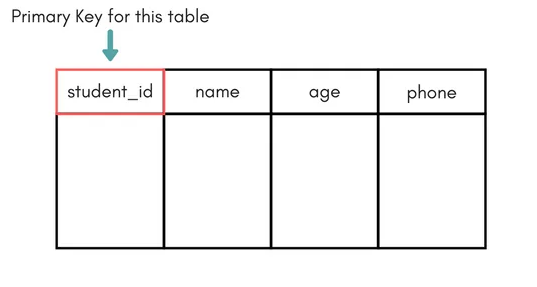 Primary Key for this table
student_id name age phone